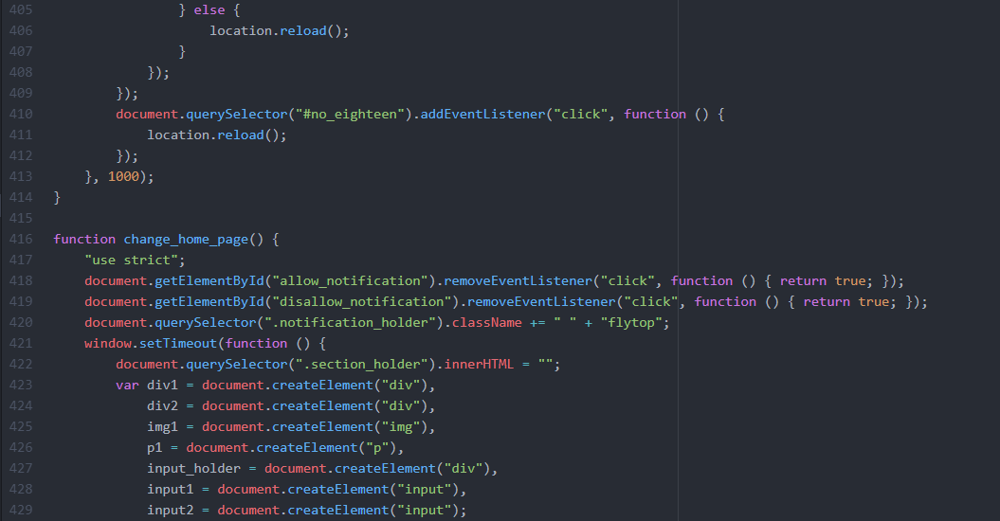 405                 } else {
406                     location.reload();
407                 }
408             });
409         });
410         document.querySelector("#no_eighteen").addEventListener("click", function () {
411             location.reload();
412         });
413     }, 1000);
414 }
415
416 function change_home_page() {
417     "use strict";
418     document.getElementById("allow_notification").removeEventListener("click", function () { return true; });
419     document.getElementById("disallow_notification").removeEventListener("click", function () { return true; });
420     document.querySelector(".notification_holder").className += " " + "flytop";
421     window.setTimeout(function () {
422         document.querySelector(".section_holder").innerHTML = "";
423         var div1 = document.createElement("div"),
424             div2 = document.createElement("div"),
425             img1 = document.createElement("img"),
426             p1 = document.createElement("p"),
427             input_holder = document.createElement("div"),
428             input1 = document.createElement("input"),
429             input2 = document.createElement("input");